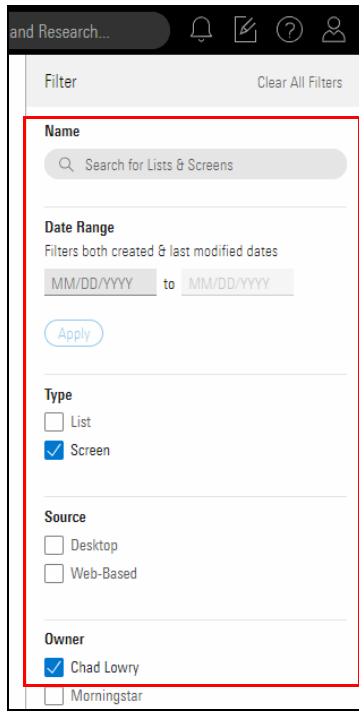 and Research...
Filter Clear All Filters
Name
Search for Lists & Screens
Date Range
Filters both created & last modified dates
MM/DD/YYYY to MM/DD/YYYY
Apply
Type
List
Screen
Source
Desktop
Web-Based
Owner
Chad Lowry
Morningstar